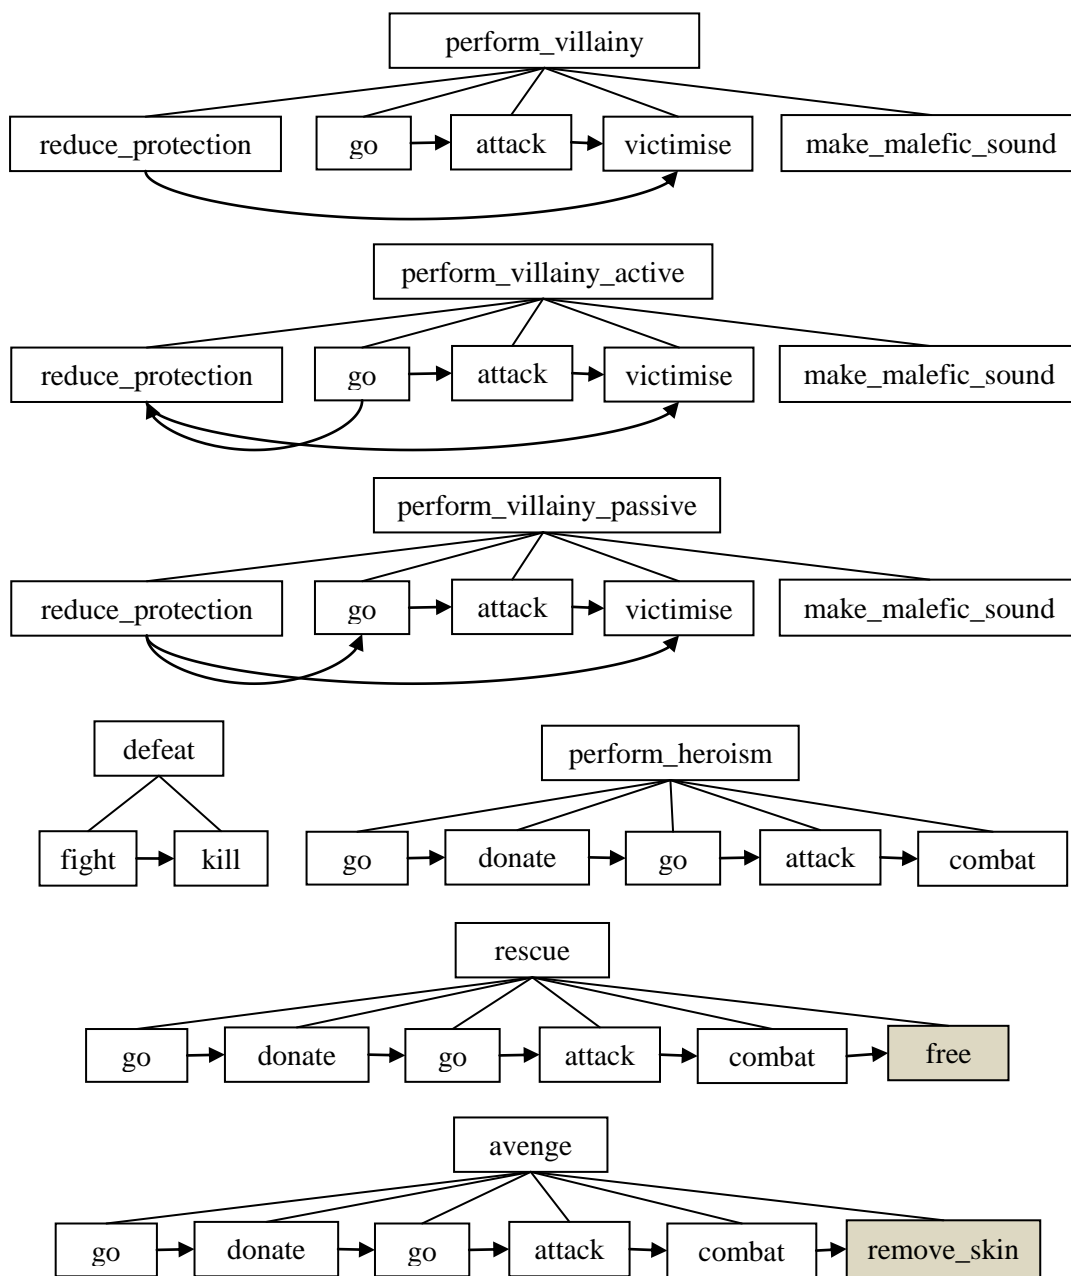 perform_villainy
reduce_protection go attack victimise make_malefic_sound
perform_villainy_active
reduce_protection go attack victimise make_malefic_sound
perform_villainy_passive
reduce_protection go attack victimise make_malefic_sound
defeat perform_heroism
fight kill go donate go attack combat
rescue
go donate go attack combat free
avenge
go donate go attack combat remove_skin